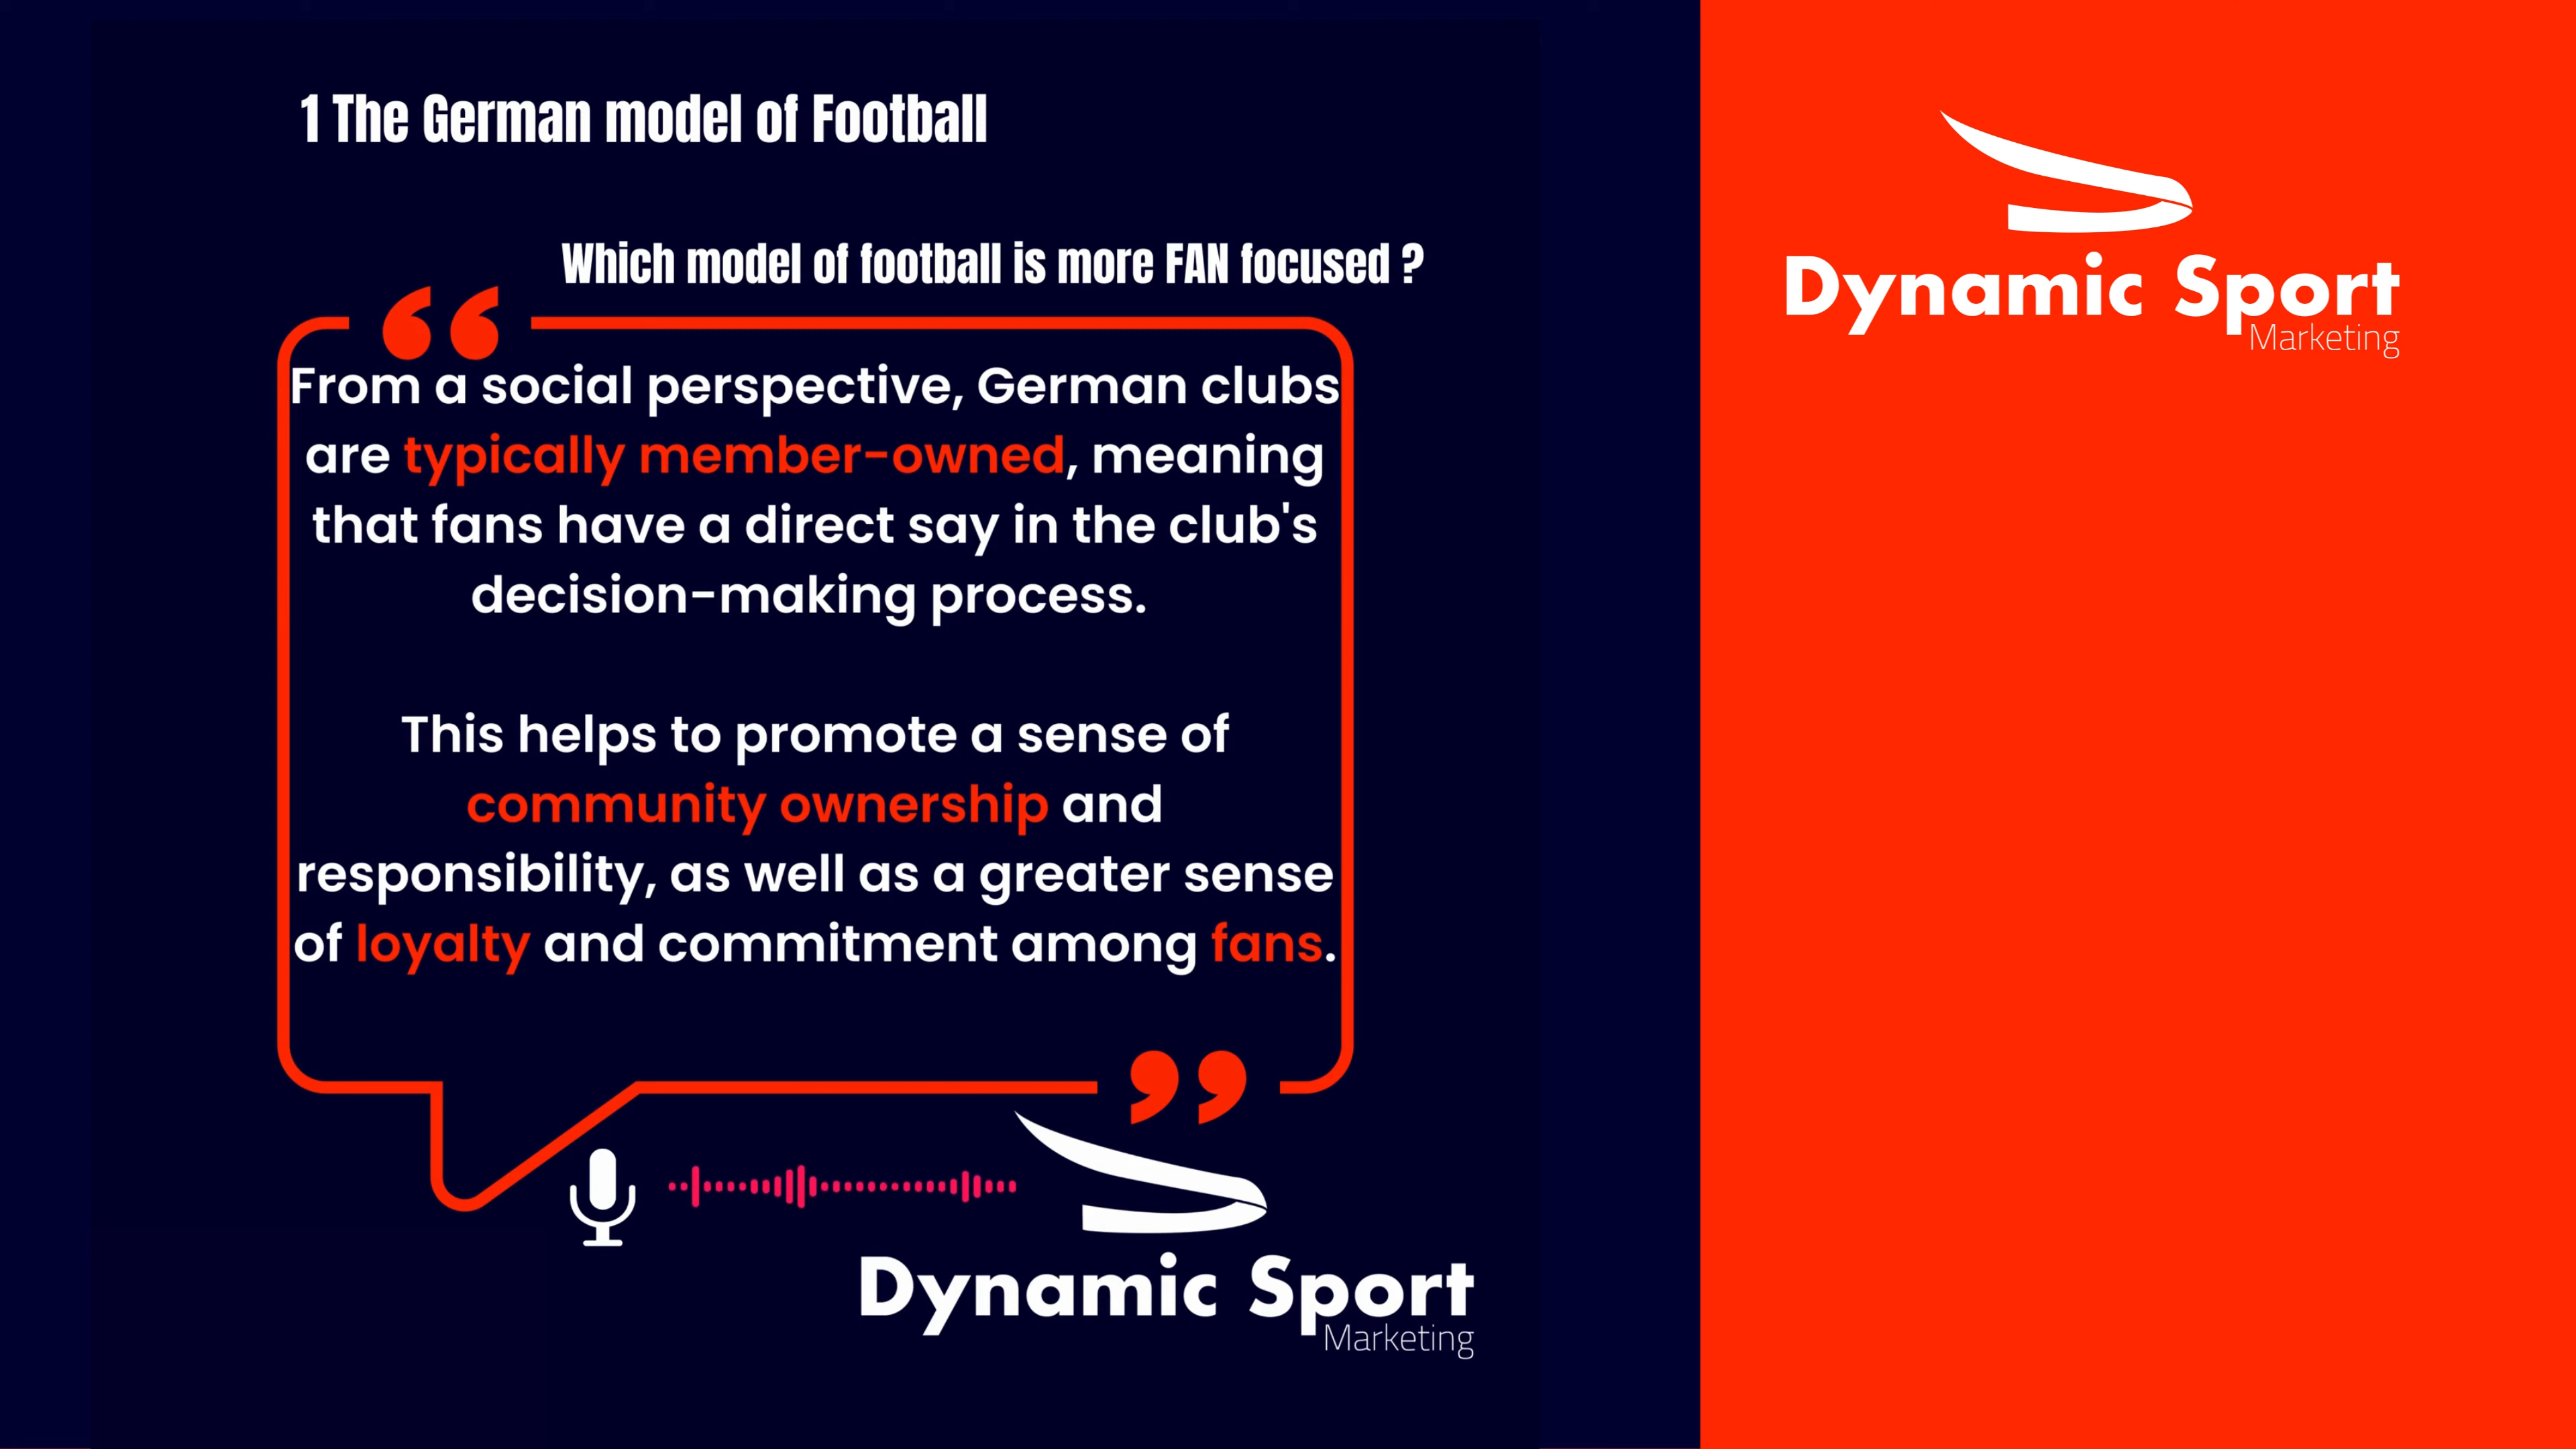 1 The German model of Football
Which model of football is more FAN focused ?
From a social perspective, German clubs
are typically member-owned, meaning
that fans have a direct say in the club's
decision-making process.
This helps to promote a sense of
community ownership and
responsibility, as well as a greater sense
of loyalty and commitment among fans.
Dynamic Sport
Marketing
Dynamic Sport
Marketing